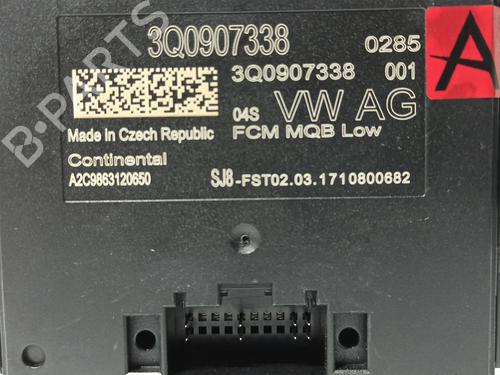 3Q0907338 0285
3Q0907338 001
A
04S VW AG
Made in Czech Republic FCM MQB Low
Continental
A2C9863120650 SJ8-FST02.03.1710800682
B-PARTS